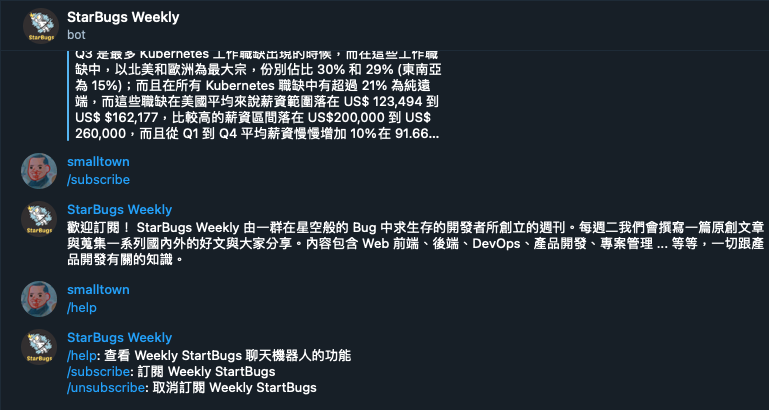 StarBugs Weekly
bot
Q3 是最多 Kubernetes 工作職缺出現的時候，而在這些工作職
缺中，以北美和歐洲為最大宗，份別佔比 30% 和 29% (東南亞
為 15%)；而且在所有 Kubernetes 職缺中有超過 21% 為純遠
端，而這些職缺在美國平均來說薪資範圍落在 US$ 123,494 到
US$ $162,177，比較高的薪資區間落在 US$200,000 到 US$
260,000，而且從 Q1 到 Q4 平均薪資慢慢增加 10%在 91.66...
smalltown
/subscribe
StarBugs Weekly
歡迎訂閱！ StarBugs Weekly 由一群在星空般的 Bug 中求生存的開發者所創立的週刊。每週二我們會撰寫一篇原創文章
與蒐集一系列國內外的好文與大家分享。內容包含 Web 前端、後端、DevOps、產品開發、專案管理 ... 等等，一切跟產
品開發有關的知識。
smalltown
/help
StarBugs Weekly
/help: 查看 Weekly StartBugs 聊天機器人的功能
/subscribe: 訂閱 Weekly StartBugs
/unsubscribe: 取消訂閱 Weekly StartBugs
StarBugs
StarBugs
StarBugs